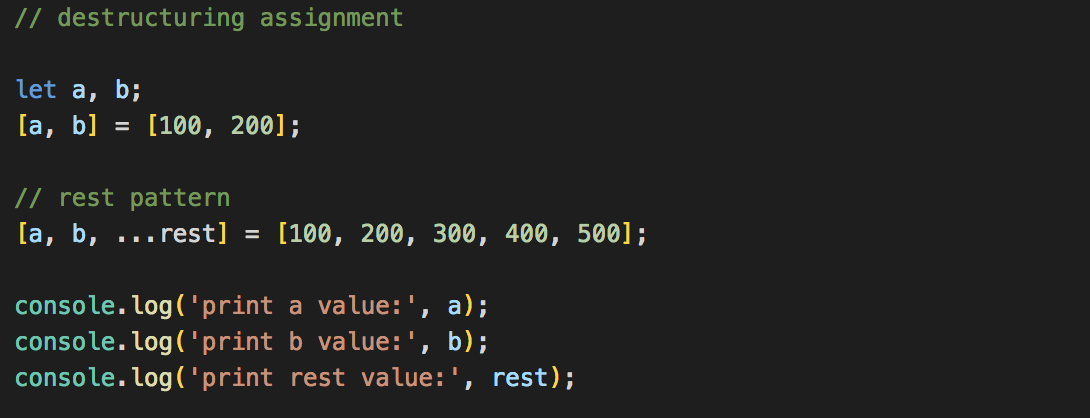 // destructuring assignment
let a, b;
[a, b] = [100, 200];
// rest pattern
[a, b, ...rest] = [100, 200, 300, 400, 500];
console.log('print a value:', a);
console.log('print b value:', b);
console.log('print rest value:', rest);